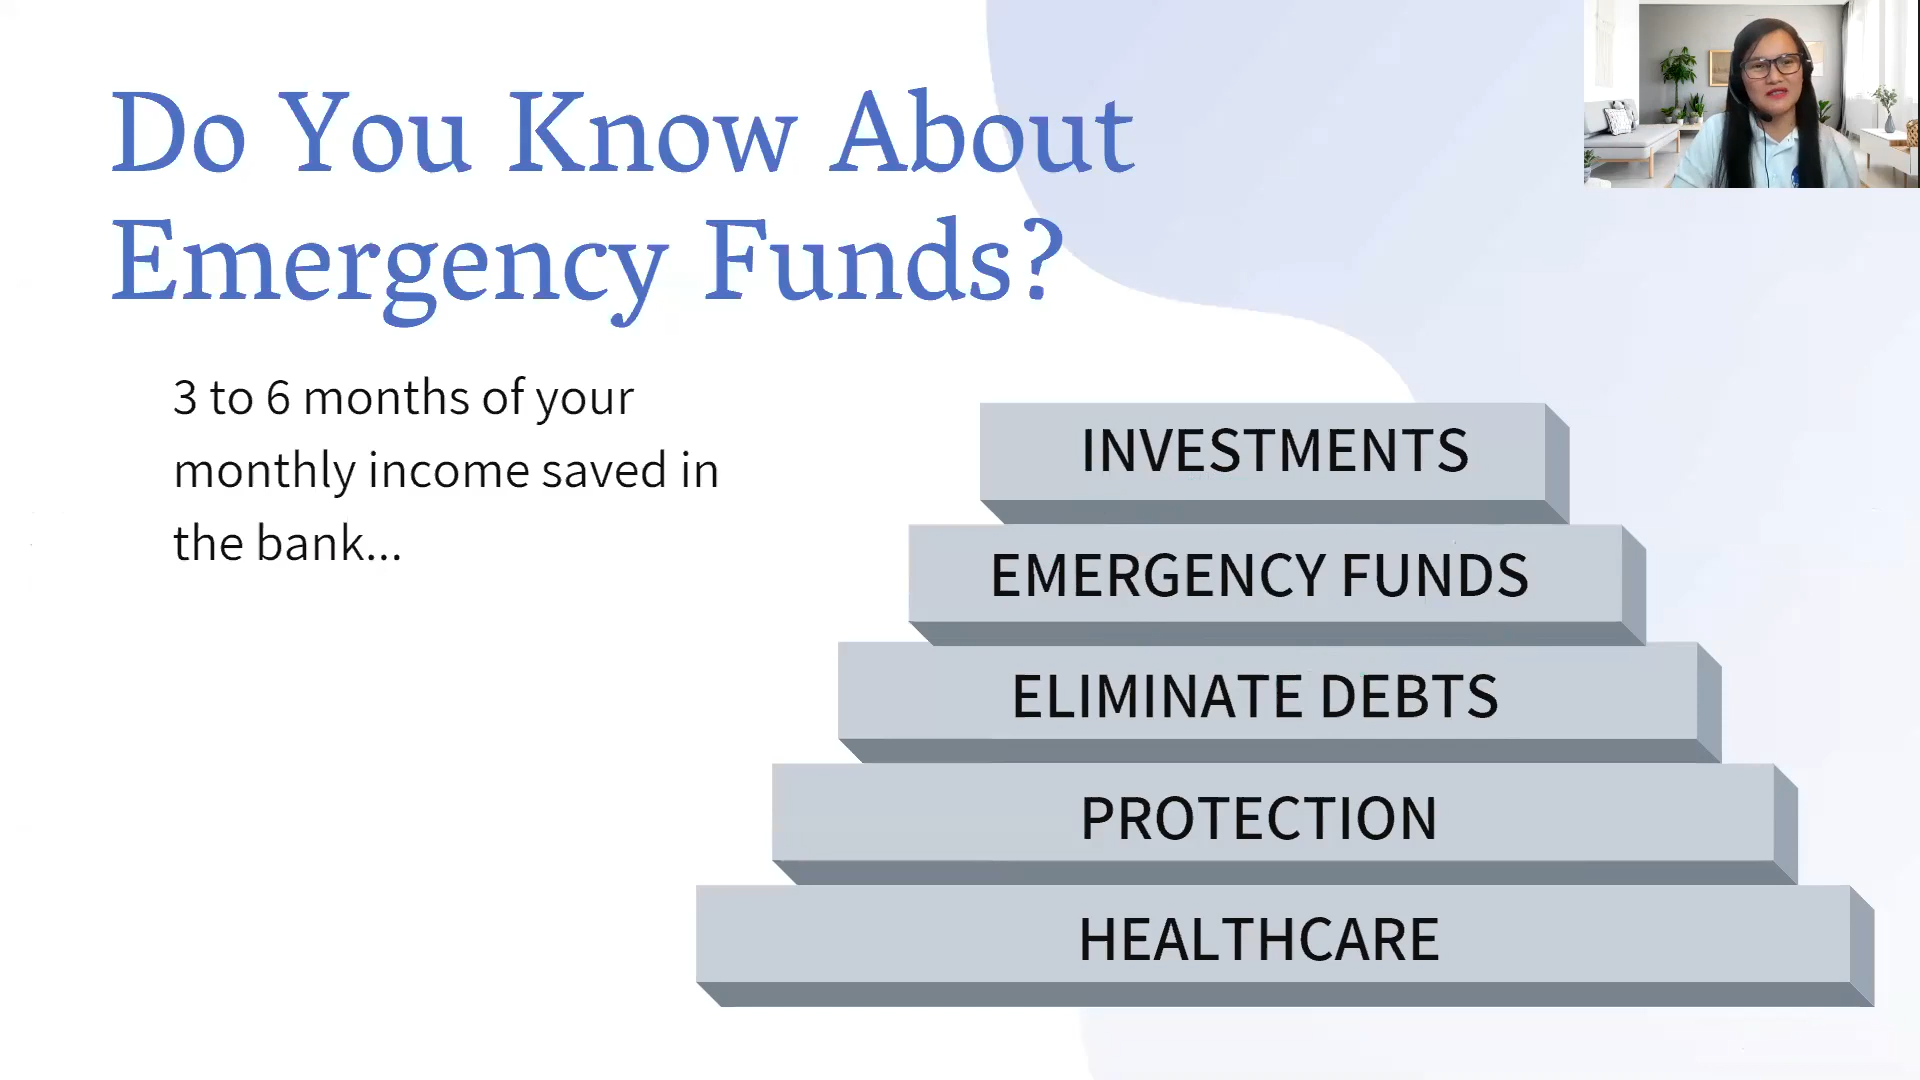 Do You Know About
Emergency Funds?
3 to 6 months of your
monthly income saved in
the bank...
INVESTMENTS
EMERGENCY FUNDS
ELIMINATE DEBTS
PROTECTION
HEALTHCARE